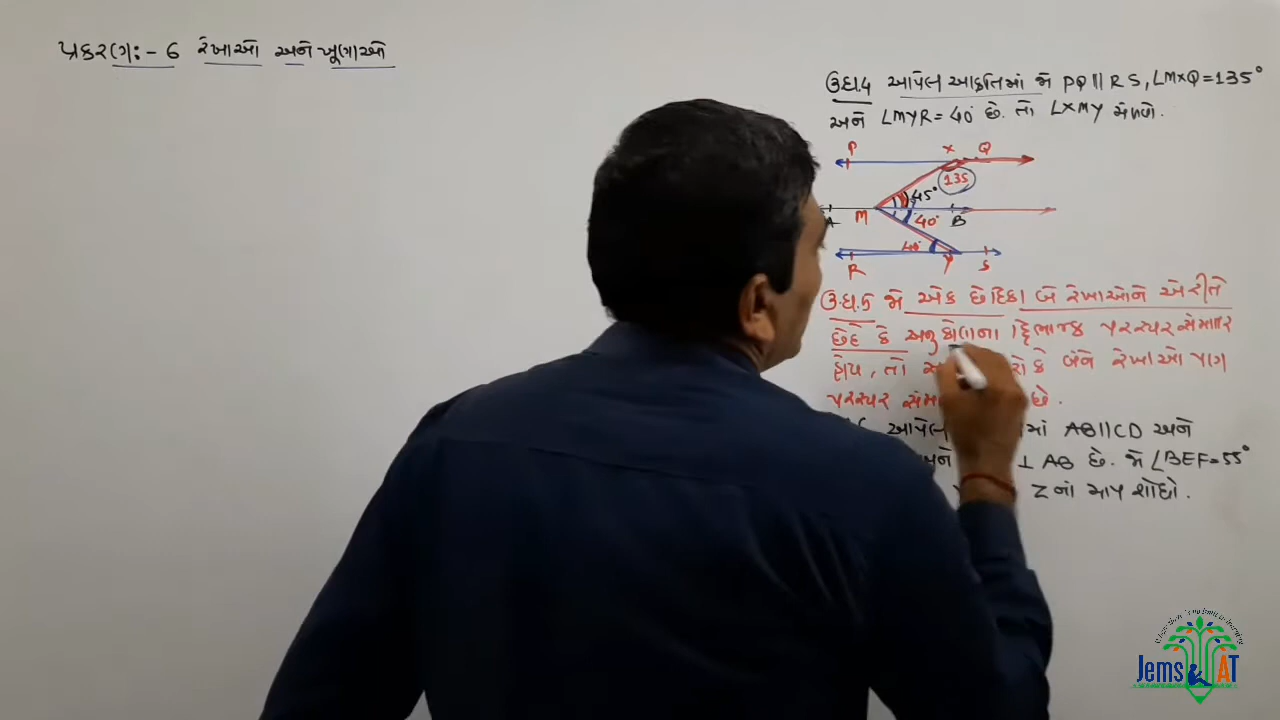 પ્રકરણ:- 6 રેખાઓ અને ખૂણાઓ
ઉદા.4 આપેલ આકૃતિમાં જો PQ || RS, ∠MXQ = 135°
અને ∠MYR = 40° છે. તો ∠XMY મેળવો.
P X Q
135
45°
A M 40° B
40°
R Y S
ઉદા.5 જો એક છેદિકા બે રેખાઓને એ રીતે
છેદે કે અનુકોણના દ્વિભાજક પરસ્પર સમાંતર
હોય, તો કે બંને રેખાઓ પણ
પરસ્પર છે.
આપેલ માં AB || CD અને
⊥ AB છે. જો ∠BEF = 55°
Z નાં માપ શોધો.
Jems AT